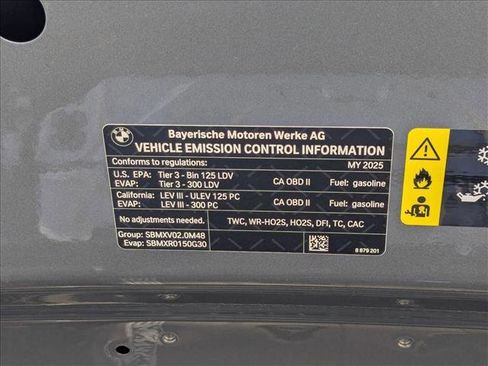 BMW
Bayerische Motoren Werke AG
VEHICLE EMISSION CONTROL INFORMATION
Conforms to regulations: MY 2025
U.S. EPA: Tier 3 - Bin 125 LDV CA OBD II Fuel: gasoline
EVAP: Tier 3 - 300 LDV
California: LEV III - ULEV 125 PC CA OBD II Fuel: gasoline
EVAP: LEV III - 300 PC
No adjustments needed. TWC, WR-HO2S, HO2S, DFI, TC, CAC
Group: SBMXV02.0M48
Evap: SBMXR0150G30
8 879 201